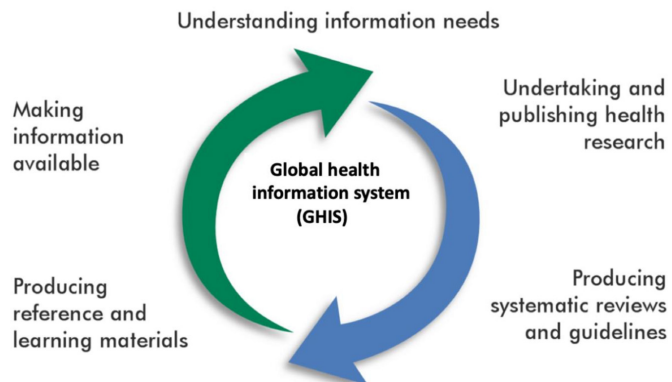 Understanding information needs
Undertaking and
publishing health
research
Producing
systematic reviews
and guidelines
Producing
reference and
learning materials
Making
information
available
Global health
information system
(GHIS)